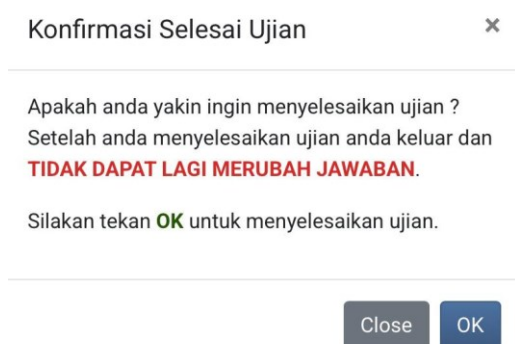 Konfirmasi Selesai Ujian ×
Apakah anda yakin ingin menyelesaikan ujian ?
Setelah anda menyelesaikan ujian anda keluar dan
TIDAK DAPAT LAGI MERUBAH JAWABAN.
Silakan tekan OK untuk menyelesaikan ujian.
Close OK